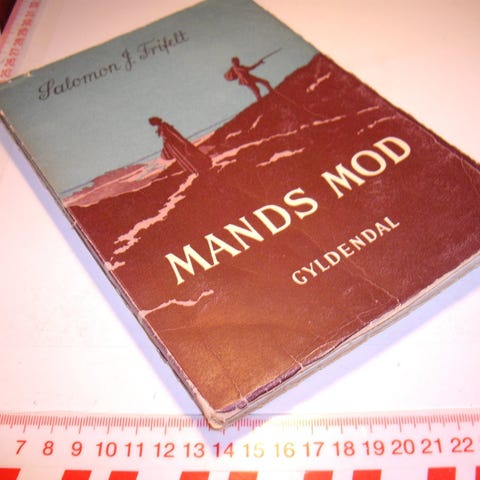 Salomon J. Frifelt
MANDS MOD
GYLDENDAL
7 8 9 10 11 12 13 14 15 16 17 18 19 20 21 22